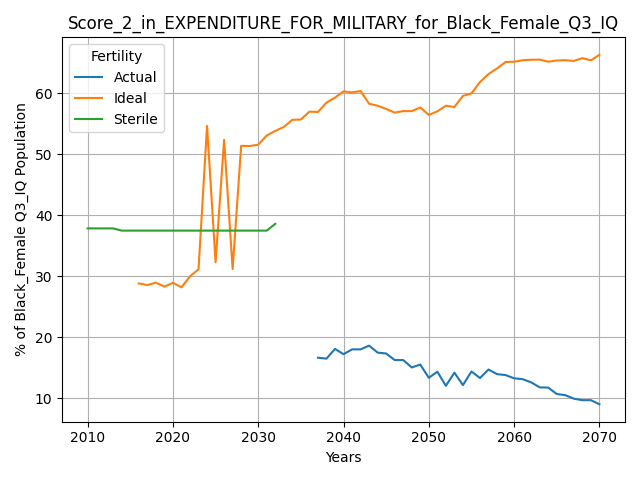 Score_2_in_EXPENDITURE_FOR_MILITARY_for_Black_Female_Q3_IQ
Fertility
Actual
Ideal
Sterile
% of Black_Female Q3_IQ Population
60
50
40
30
20
10
2010 2020 2030 2040 2050 2060 2070
Years